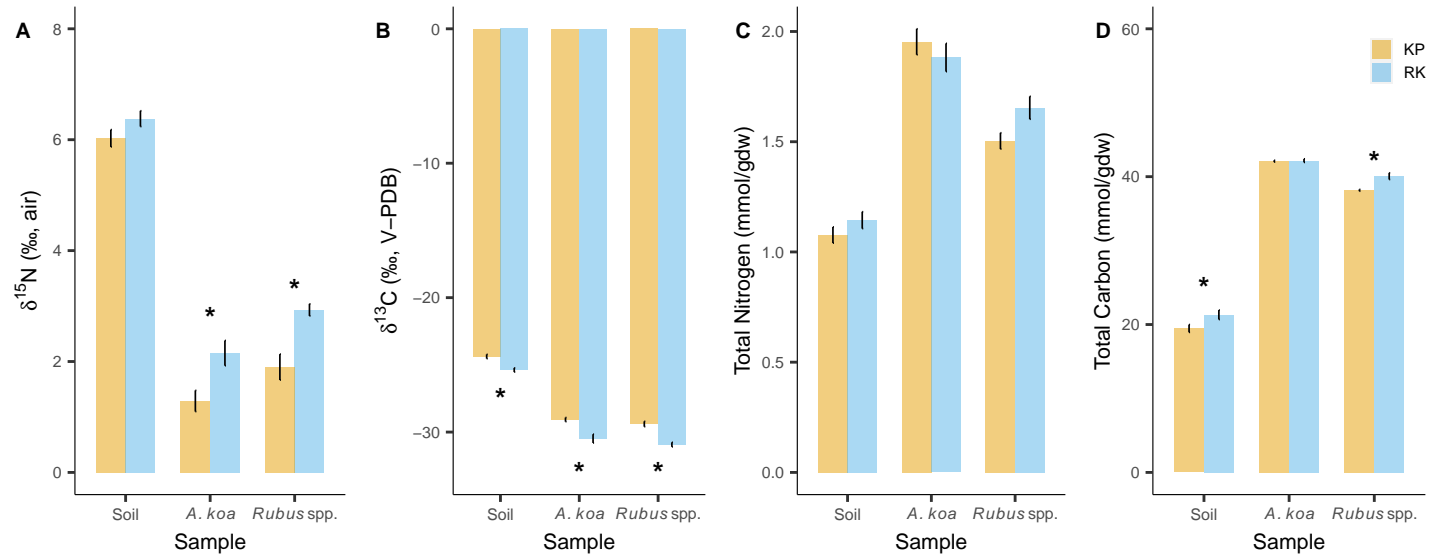 A
8
6
4
2
0
δ15N (‰, air)
Soil
A. koa
Rubus spp.
Sample
*
*
B
0
−10
−20
−30
δ13C (‰, V−PDB)
Soil
A. koa
Rubus spp.
Sample
*
*
*
C
2.0
1.5
1.0
0.5
0.0
Total Nitrogen (mmol/gdw)
Soil
A. koa
Rubus spp.
Sample
D
60
40
20
0
Total Carbon (mmol/gdw)
Soil
A. koa
Rubus spp.
Sample
*
*
KP
RK